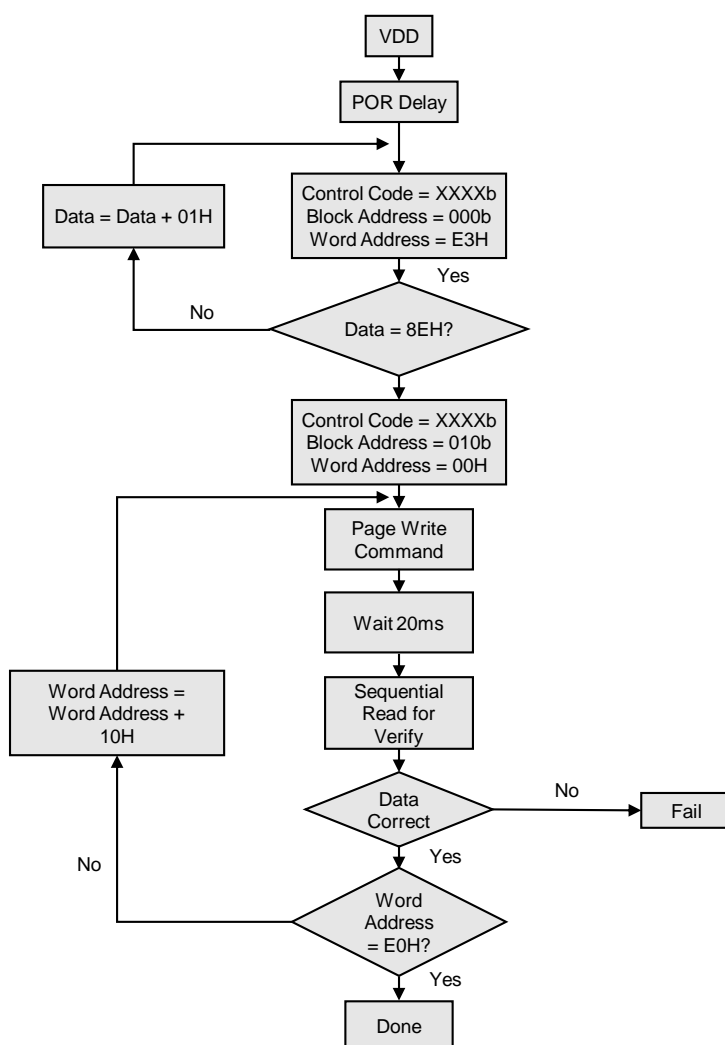 VDD
POR Delay
Data = Data + 01H
Control Code = XXXXb
Block Address = 000b
Word Address = E3H
Yes
No
Data = 8EH?
Control Code = XXXXb
Block Address = 010b
Word Address = 00H
Page Write
Command
Wait 20ms
Word Address =
Word Address +
10H
Sequential
Read for
Verify
Data
Correct
No
Fail
Yes
No
Word
Address
= E0H?
Yes
Done